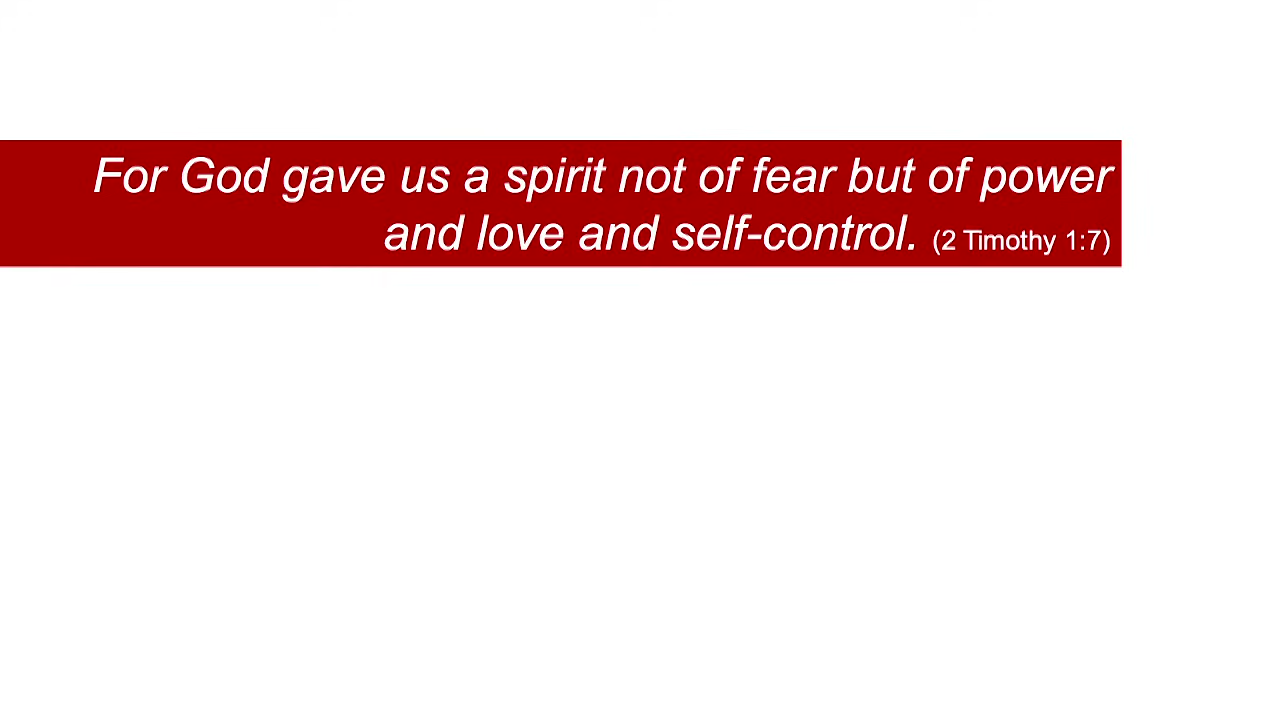 For God gave us a spirit not of fear but of power
and love and self-control. (2 Timothy 1:7)